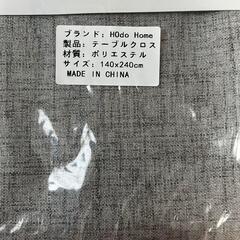 ブランド: HOdo Home
製品: テーブルクロス
材質: ポリエステル
サイズ: 140x240cm
MADE IN CHINA